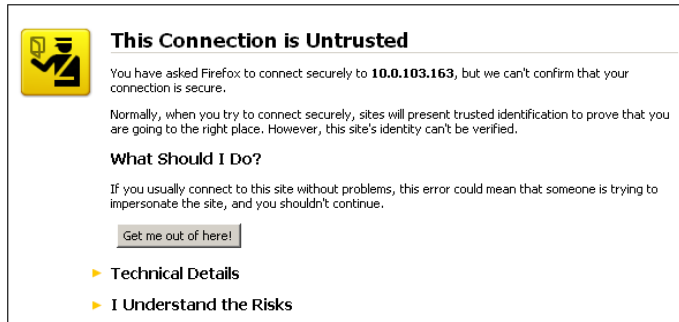 This Connection is Untrusted
You have asked Firefox to connect securely to 10.0.103.163, but we can't confirm that your
connection is secure.
Normally, when you try to connect securely, sites will present trusted identification to prove that you
are going to the right place. However, this site's identity can't be verified.
What Should I Do?
If you usually connect to this site without problems, this error could mean that someone is trying to
impersonate the site, and you shouldn't continue.
Get me out of here!
Technical Details
I Understand the Risks